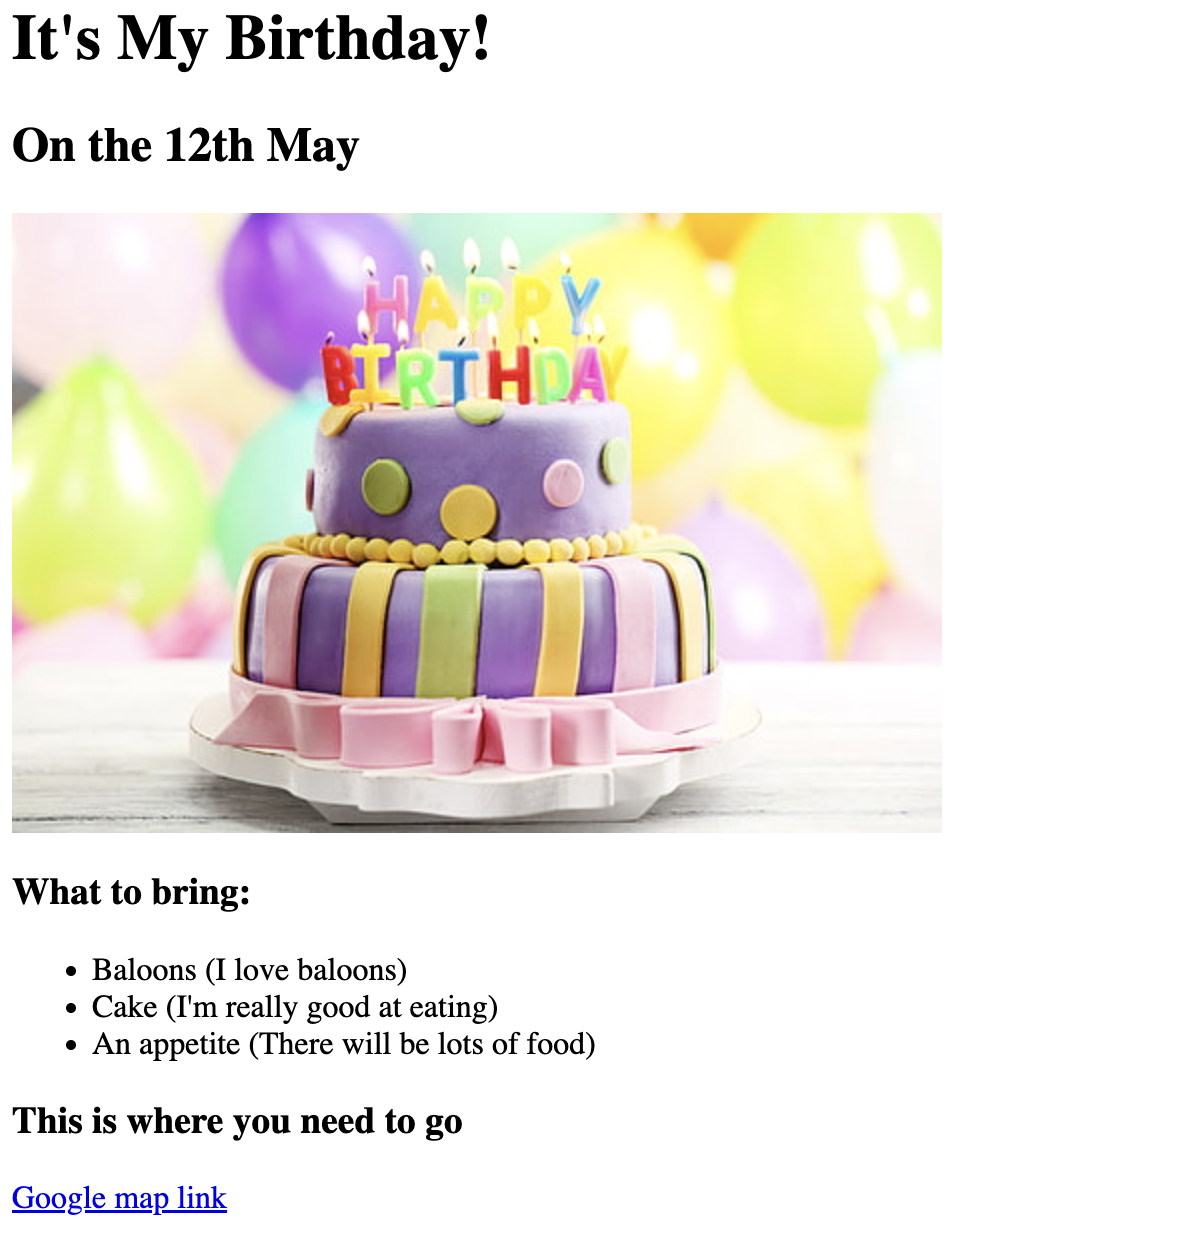 It's My Birthday!
On the 12th May
HAPPY
BIRTHDAY
What to bring:
Baloons (I love baloons)
Cake (I'm really good at eating)
An appetite (There will be lots of food)
This is where you need to go
Google map link